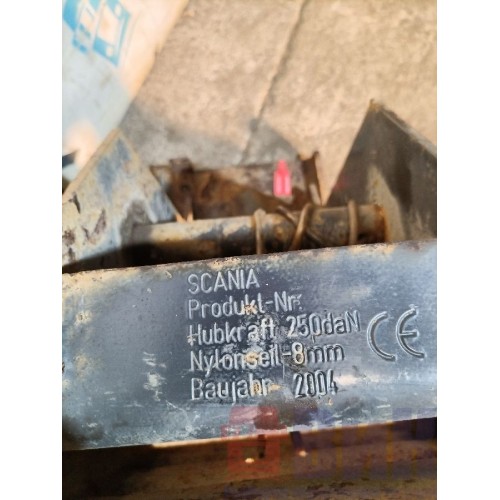 SCANIA
Produkt-Nr
Hubkraft 250daN
Nylonseil-8mm
Baujahr 2004
CE